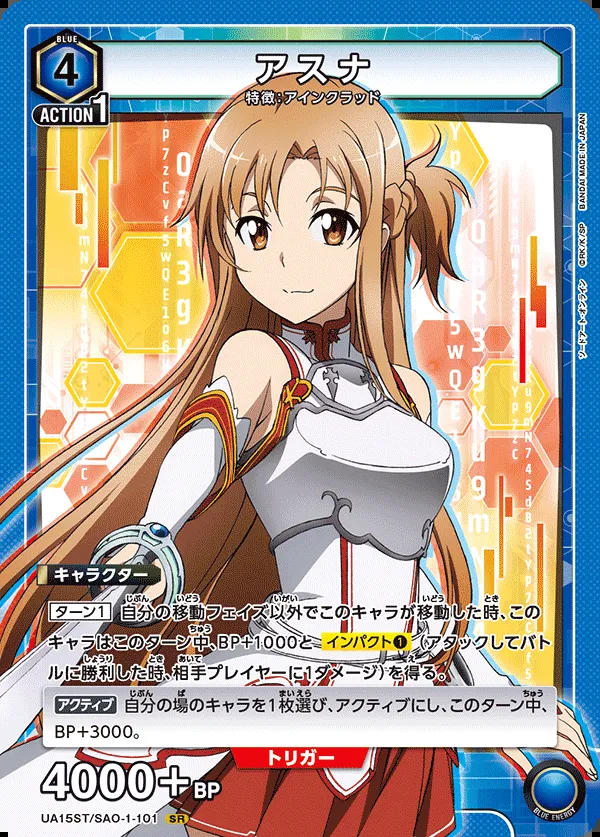 BLUE
4
ACTION 1
アスナ
特徴:アインクラッド
ソードアート・オンライン ©RK/K/SP BANDAI MADE IN JAPAN
キャラクター
ターン1 自分の移動フェイズ以外でこのキャラが移動した時、この
キャラはこのターン中、BP+1000と インパクト❶ (アタックしてバト
ルに勝利した時、相手プレイヤーに1ダメージ)を得る。
アクティブ 自分の場のキャラを1枚選び、アクティブにし、このターン中、
BP+3000。
トリガー
4000+BP
UA15ST/SAO-1-101 SR
BLUE ENERGY